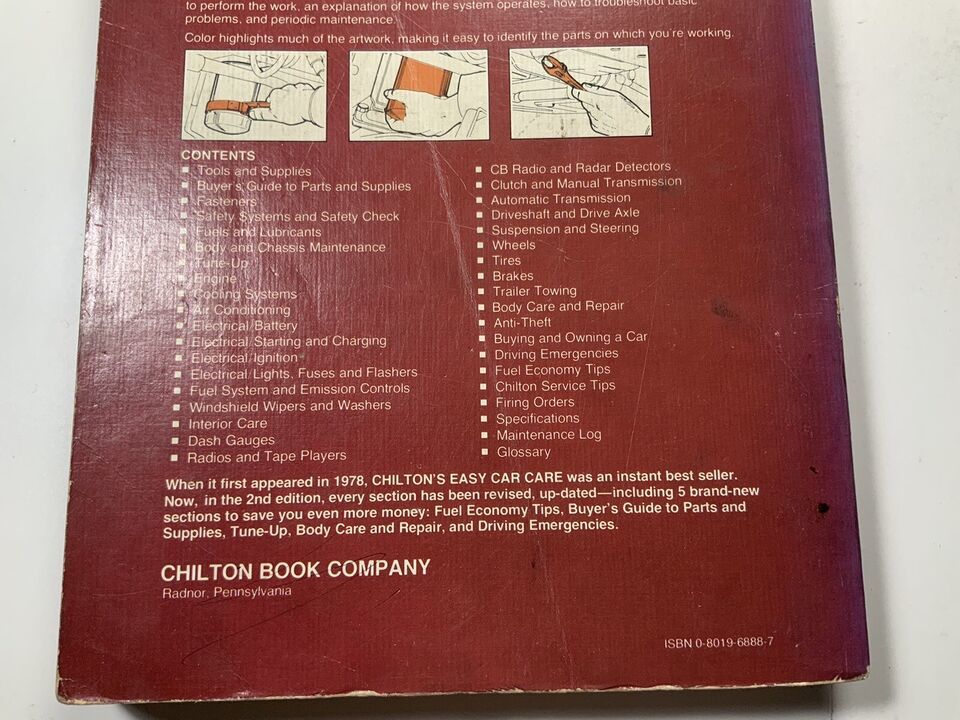 to perform the work, an explanation of how the system operates, how to troubleshoot basic
problems, and periodic maintenance.
Color highlights much of the artwork, making it easy to identify the parts on which you're working.
CONTENTS
■ Tools and Supplies
■ Buyer's Guide to Parts and Supplies
■ Fasteners
■ Safety Systems and Safety Check
■ Fuels and Lubricants
■ Body and Chassis Maintenance
■ Tune-Up
■ Engine
■ Cooling Systems
■ Air Conditioning
■ Electrical/Battery
■ Electrical/Starting and Charging
■ Electrical/Ignition
■ Electrical/Lights, Fuses and Flashers
■ Fuel System and Emission Controls
■ Windshield Wipers and Washers
■ Interior Care
■ Dash Gauges
■ Radios and Tape Players
■ CB Radio and Radar Detectors
■ Clutch and Manual Transmission
■ Automatic Transmission
■ Driveshaft and Drive Axle
■ Suspension and Steering
■ Wheels
■ Tires
■ Brakes
■ Trailer Towing
■ Body Care and Repair
■ Anti-Theft
■ Buying and Owning a Car
■ Driving Emergencies
■ Fuel Economy Tips
■ Chilton Service Tips
■ Firing Orders
■ Specifications
■ Maintenance Log
■ Glossary
When it first appeared in 1978, CHILTON'S EASY CAR CARE was an instant best seller.
Now, in the 2nd edition, every section has been revised, up-dated—including 5 brand-new
sections to save you even more money: Fuel Economy Tips, Buyer's Guide to Parts and
Supplies, Tune-Up, Body Care and Repair, and Driving Emergencies.
CHILTON BOOK COMPANY
Radnor, Pennsylvania
ISBN 0-8019-6888-7